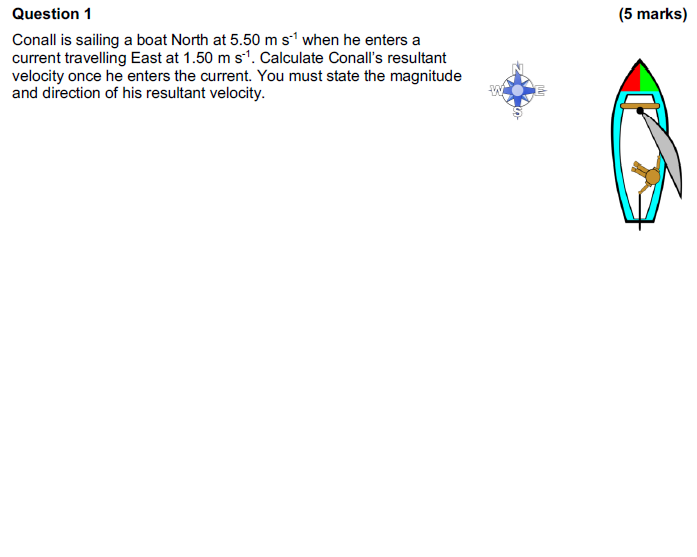 Question 1 (5 marks)
Conall is sailing a boat North at 5.50 m s⁻¹ when he enters a
current travelling East at 1.50 m s⁻¹. Calculate Conall's resultant
velocity once he enters the current. You must state the magnitude
and direction of his resultant velocity.
N
W E
S